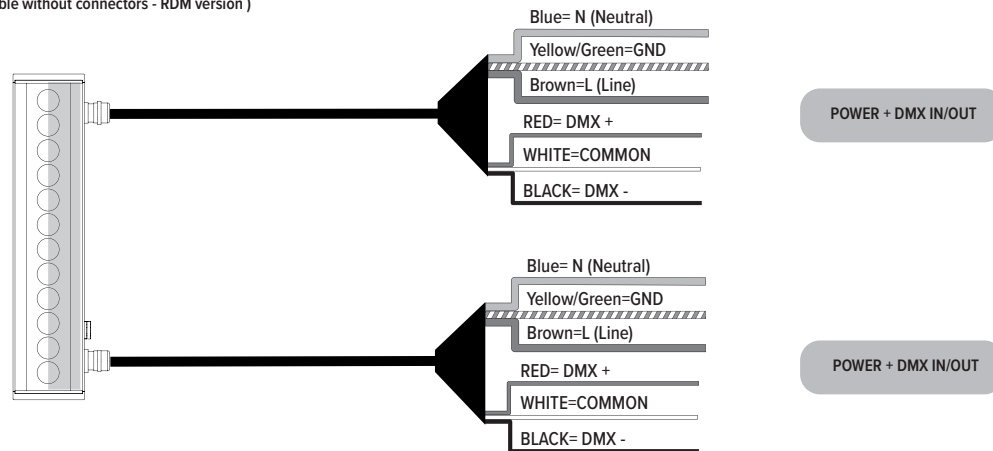 ble without connectors - RDM version )
Blue= N (Neutral)
Yellow/Green=GND
Brown=L (Line)
RED= DMX +
WHITE=COMMON
BLACK= DMX -
POWER + DMX IN/OUT
Blue= N (Neutral)
Yellow/Green=GND
Brown=L (Line)
RED= DMX +
WHITE=COMMON
BLACK= DMX -
POWER + DMX IN/OUT